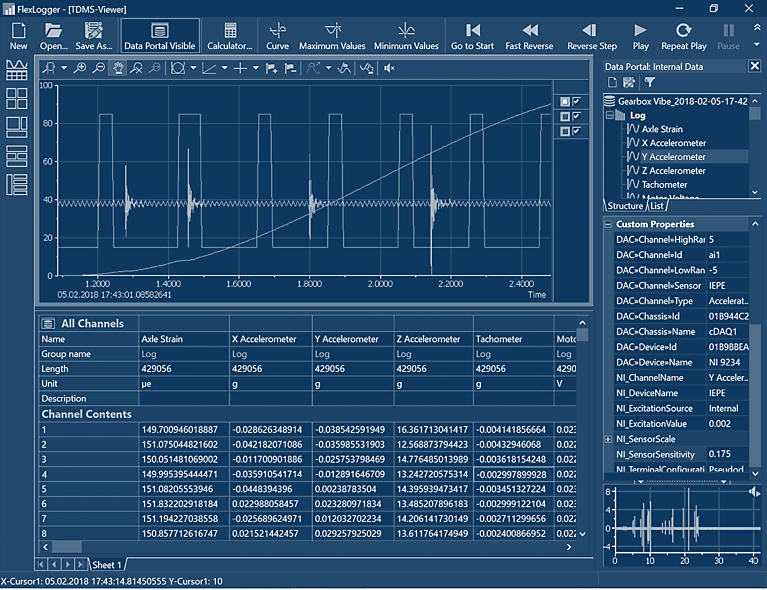 FlexLogger - [TDMS-Viewer]
New Open... Save As... Data Portal Visible Calculator... Curve Maximum Values Minimum Values Go to Start Fast Reverse Reverse Step Play Repeat Play Pause
Data Portal: Internal Data
Gearbox Vibe_2018-02-05-17-42
Log
Axle Strain
X Accelerometer
Y Accelerometer
Z Accelerometer
Tachometer
Motor Voltage
Structure List
100
80
60
40
20
0
1.2000 1.4000 1.6000 1.8000 2.0000 2.2000 2.4000
05.02.2018 17:43:01.08582641 Time
All Channels
Name Axle Strain X Accelerometer Y Accelerometer Z Accelerometer Tachometer Moto
Group name Log Log Log Log Log Log
Length 429056 429056 429056 429056 429056 42905
Unit µe g g g g V
Description
Channel Contents
1 149.700946018887 -0.028626348914 -0.038542591949 16.361713041417 -0.004141856664 0.023
2 151.075044821602 -0.042182071086 -0.035985531903 12.568873794423 -0.00432946068 0.022
3 150.051481069002 -0.011700901886 -0.025753798469 14.776485013989 -0.003618154248 0.022
4 149.995395444471 -0.035910541714 -0.012891646709 13.242720575314 -0.002997899928 0.022
5 151.08205553946 -0.0448394396 0.00238783504 14.395939473417 -0.003451327224 0.023
6 151.832202918184 0.022988058457 0.023280971834 13.485207896183 -0.002999122104 0.023
7 151.194227038558 -0.025689624971 0.012032702234 14.206141730149 -0.002711299656 0.022
8 150.857712616747 0.021521442457 0.029257925029 13.611764174949 -0.002400866952 0.022
Sheet 1
Custom Properties
DAC»Channel»HighRar 5
DAC»Channel»Id ai1
DAC»Channel»LowRan -5
DAC»Channel»Sensor IEPE
DAC»Channel»Type Accelerat...
DAC»Chassis»Id 01B944C2
DAC»Chassis»Name cDAQ1
DAC»Device»Id 01B9BBEA
DAC»Device»Name NI 9234
NI_ChannelName Y Acceler...
NI_DeviceName IEPE
NI_ExcitationSource Internal
NI_ExcitationValue 0.002
NI_SensorScale
NI_SensorSensitivity 0.175
NI_TerminalConfigurati Pseudod
8
4
0
-4
0 10 20 30 40
X-Cursor1: 05.02.2018 17:43:14.81450555 Y-Cursor1: 10